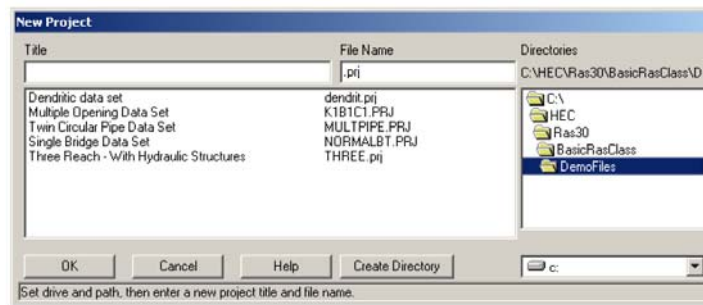 New Project
Title
File Name
Directories
.prj
C:\HEC\Ras30\BasicRasClass\D
Dendritic data set dendrit.prj
Multiple Opening Data Set K1B1C1.PRJ
Twin Circular Pipe Data Set MULTPIPE.PRJ
Single Bridge Data Set NORMALBT.PRJ
Three Reach - With Hydraulic Structures THREE.prj
C:\
HEC
Ras30
BasicRasClass
DemoFiles
OK
Cancel
Help
Create Directory
c:
Set drive and path, then enter a new project title and file name.